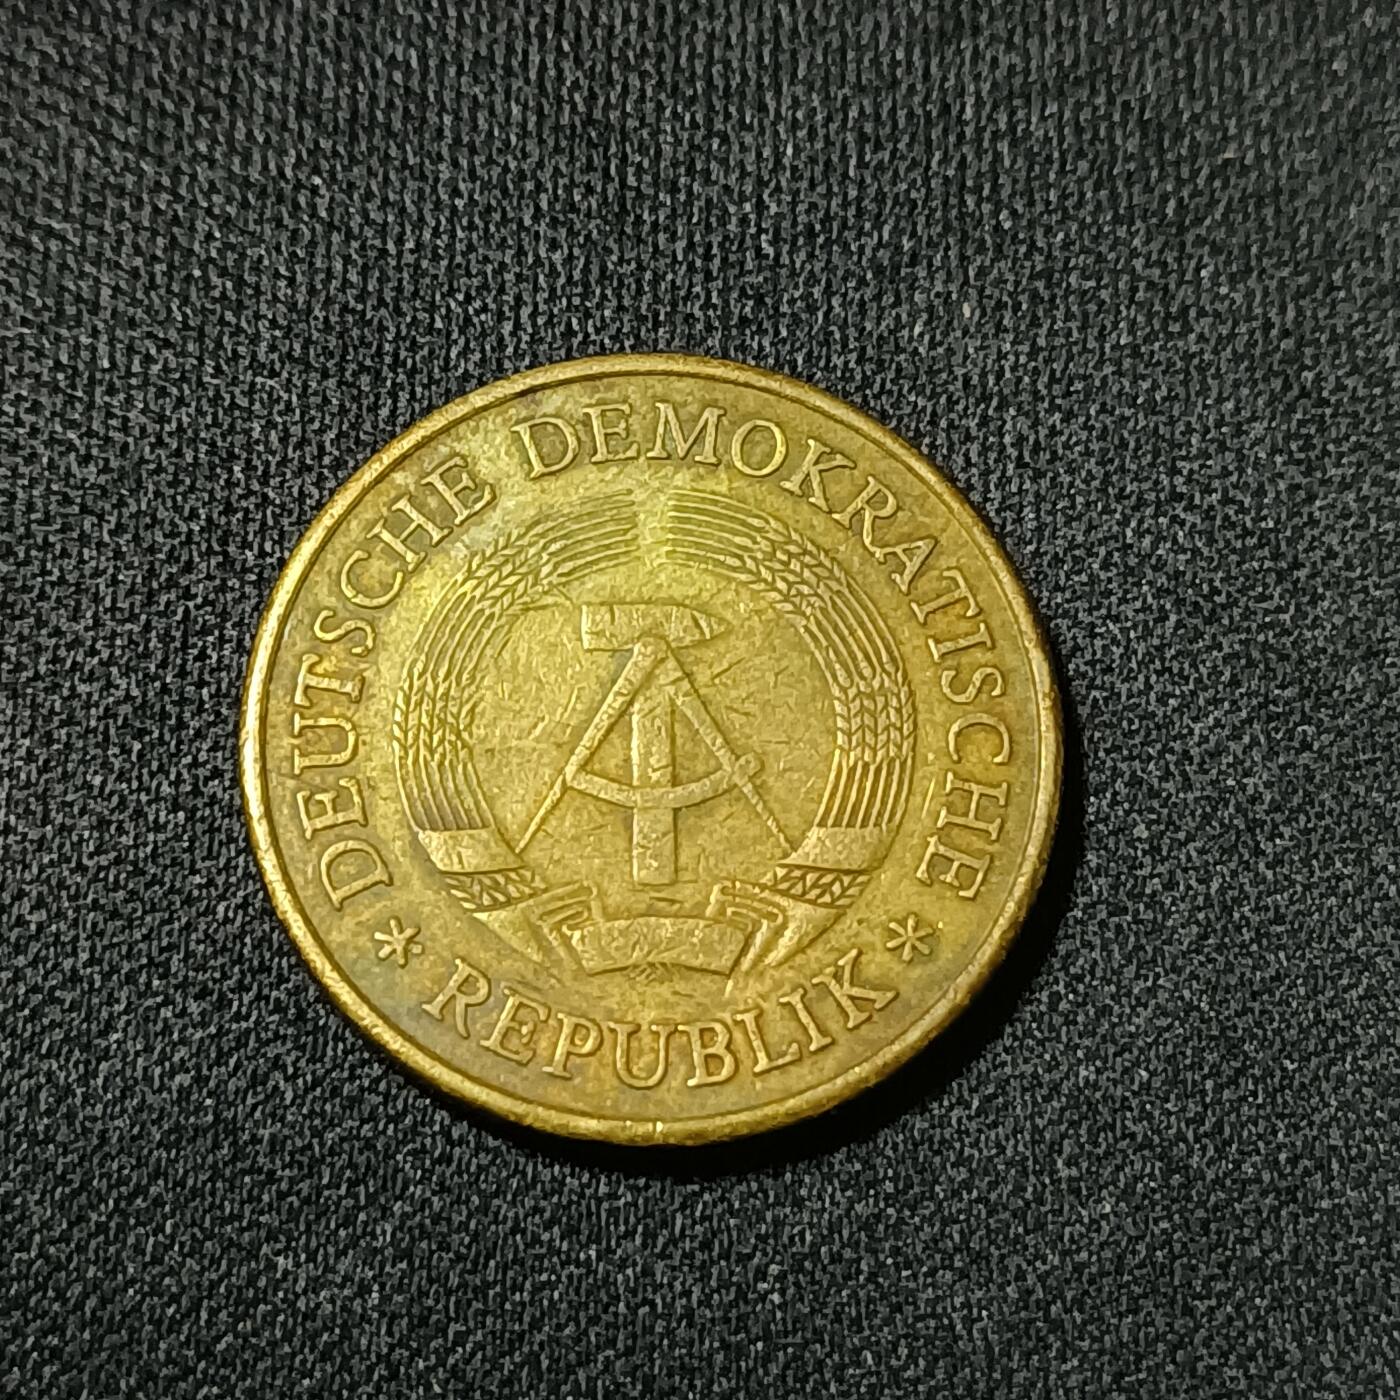 DEUTSCHE DEMOKRATISCHE
* REPUBLIK *